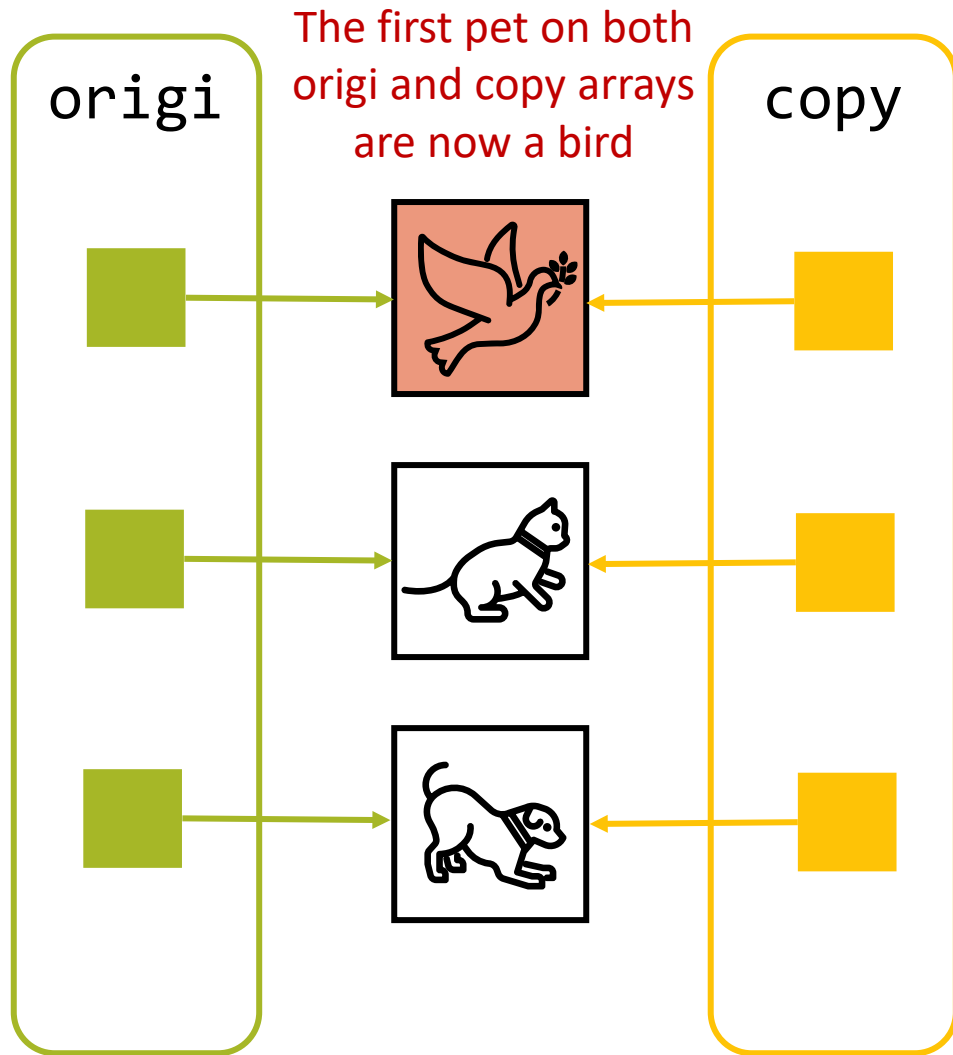 The first pet on both
origi and copy arrays
are now a bird
origi
copy